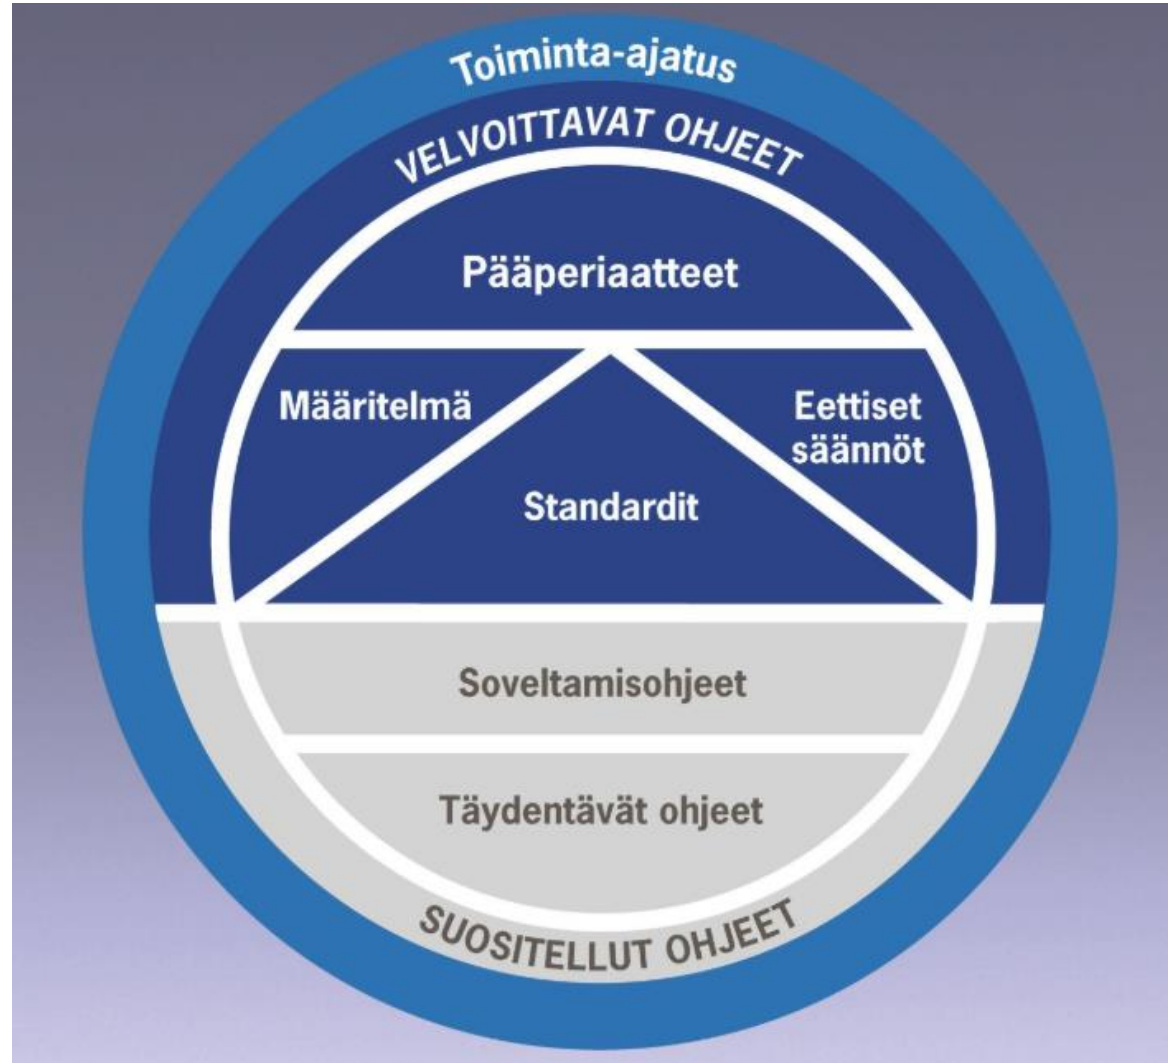 Toiminta-ajatus
VELVOITTAVAT OHJEET
Pääperiaatteet
Määritelmä
Eettiset
säännöt
Standardit
Soveltamisohjeet
Täydentävät ohjeet
SUOSITELLUT OHJEET